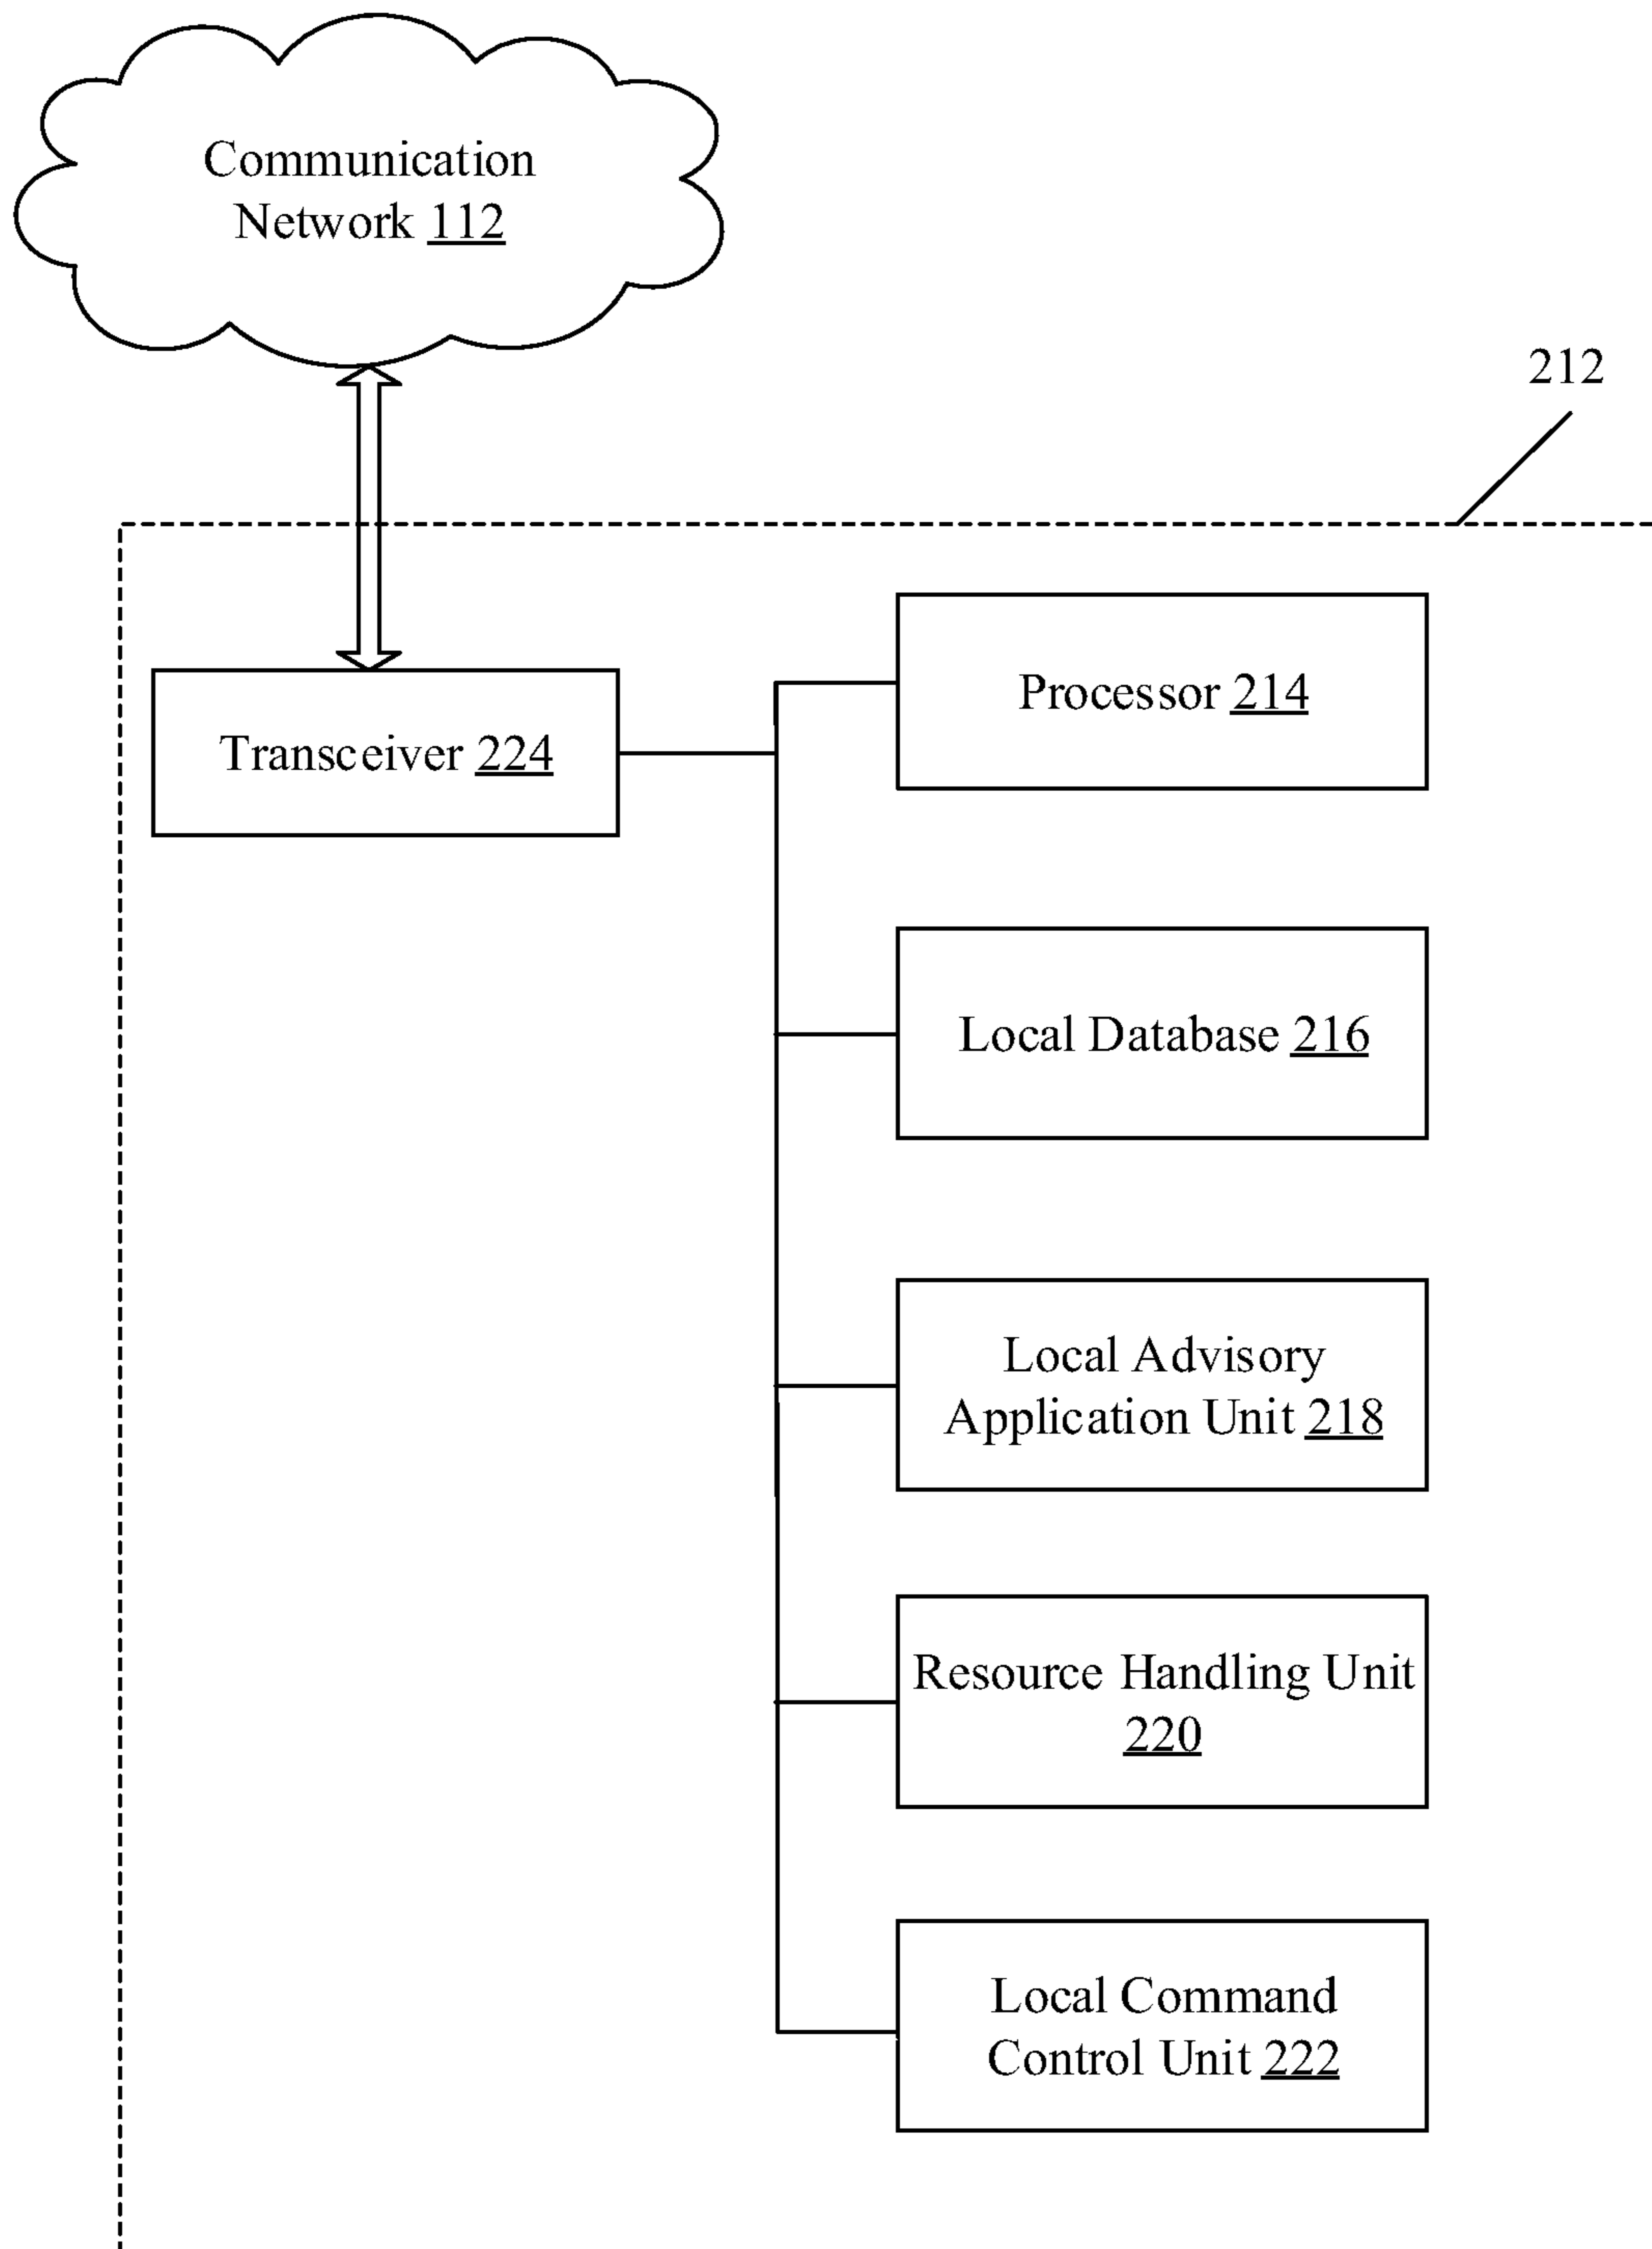 Communication
Network 112
212
Processor 214
Transceiver 224
Local Database 216
Local Advisory
Application Unit 218
Resource Handling Unit
220
Local Command
Control Unit 222